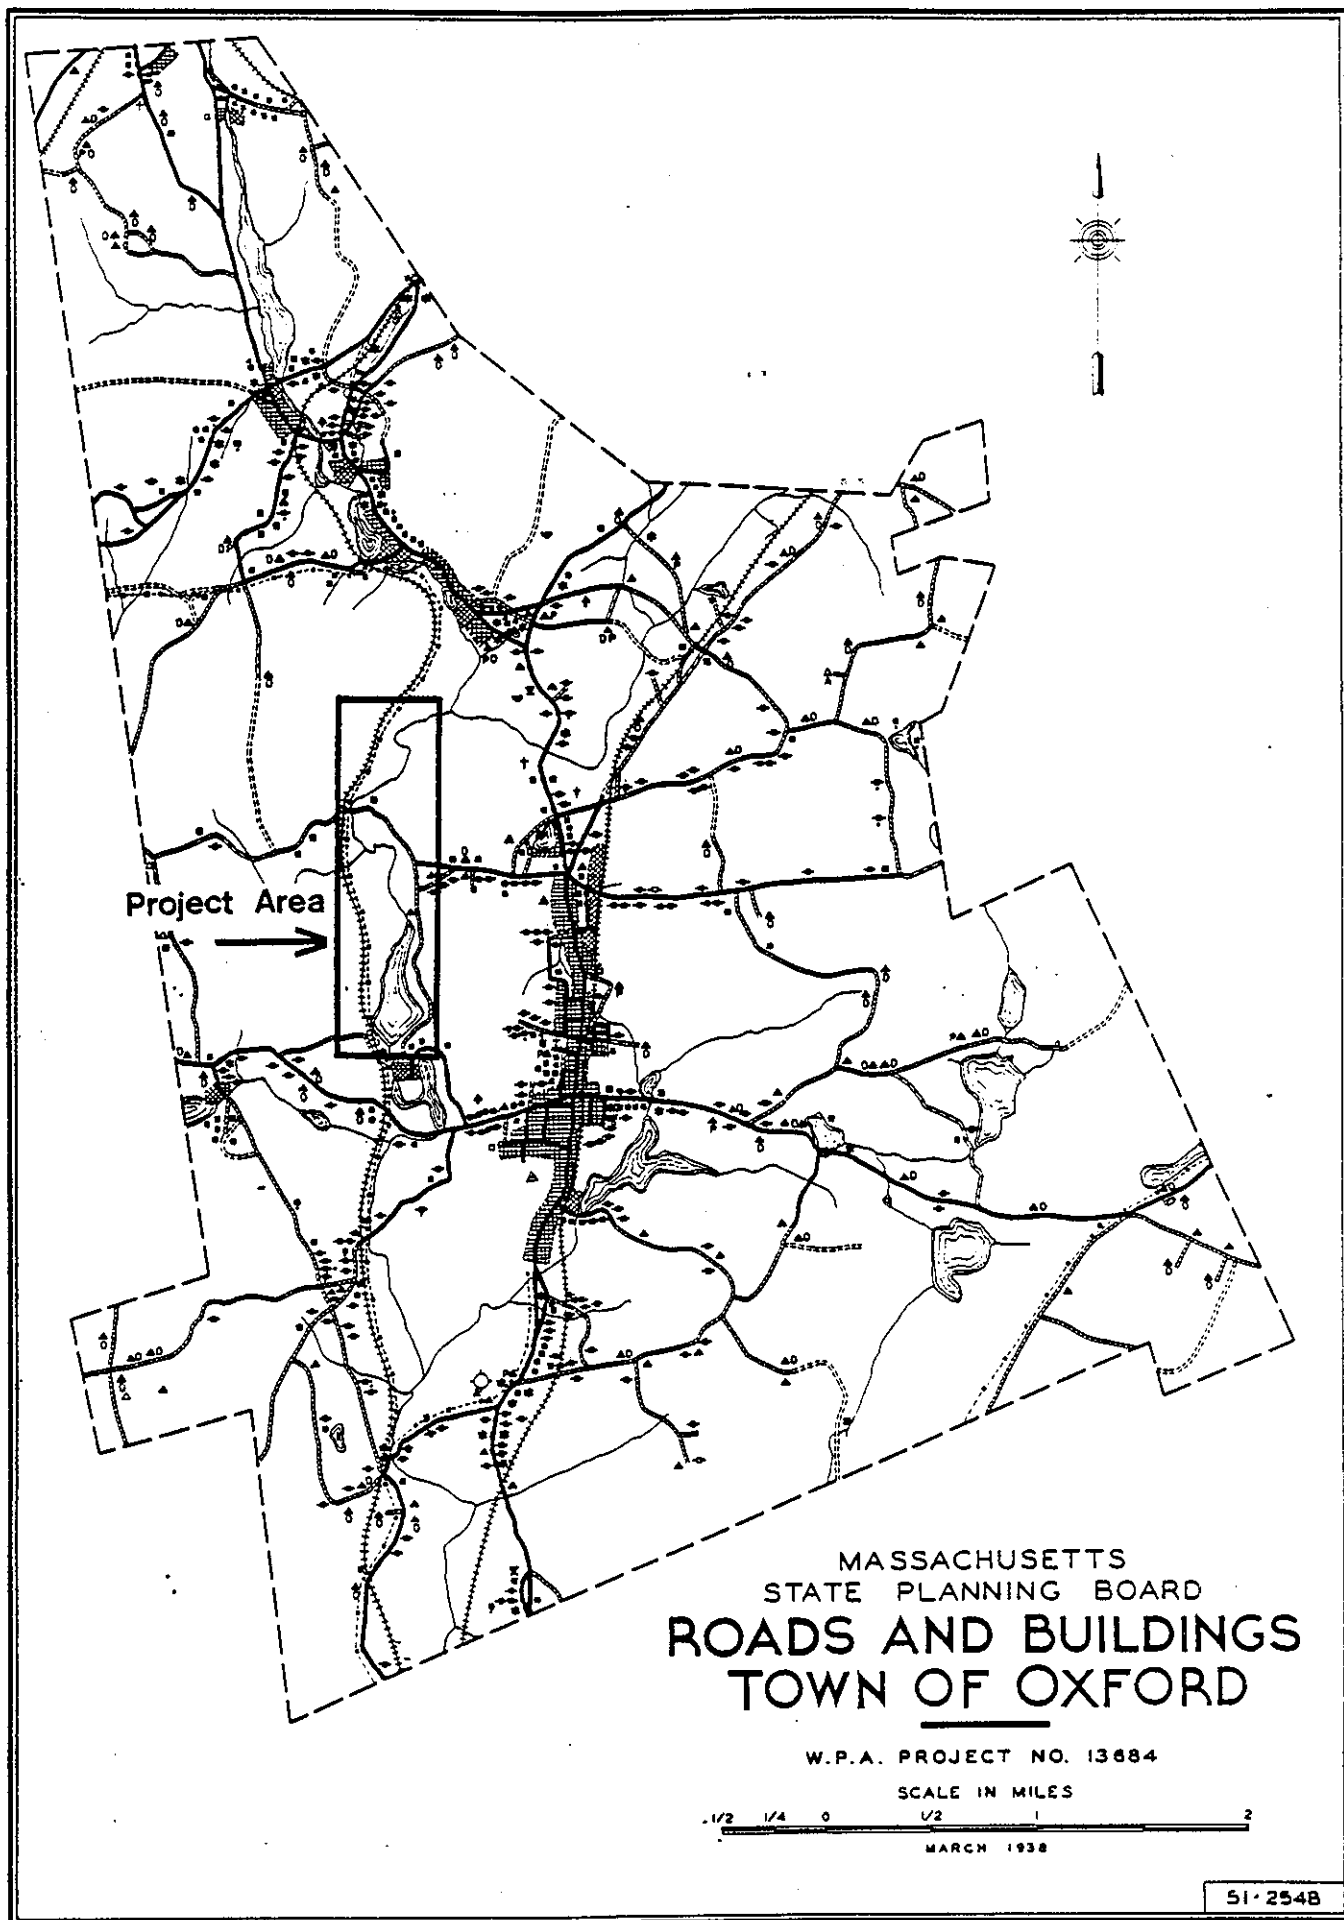 Project Area
MASSACHUSETTS
STATE PLANNING BOARD
ROADS AND BUILDINGS
TOWN OF OXFORD
W.P.A. PROJECT NO. 13684
SCALE IN MILES
1/2 1/4 0 1/2 1 2
MARCH 1938
51-254B